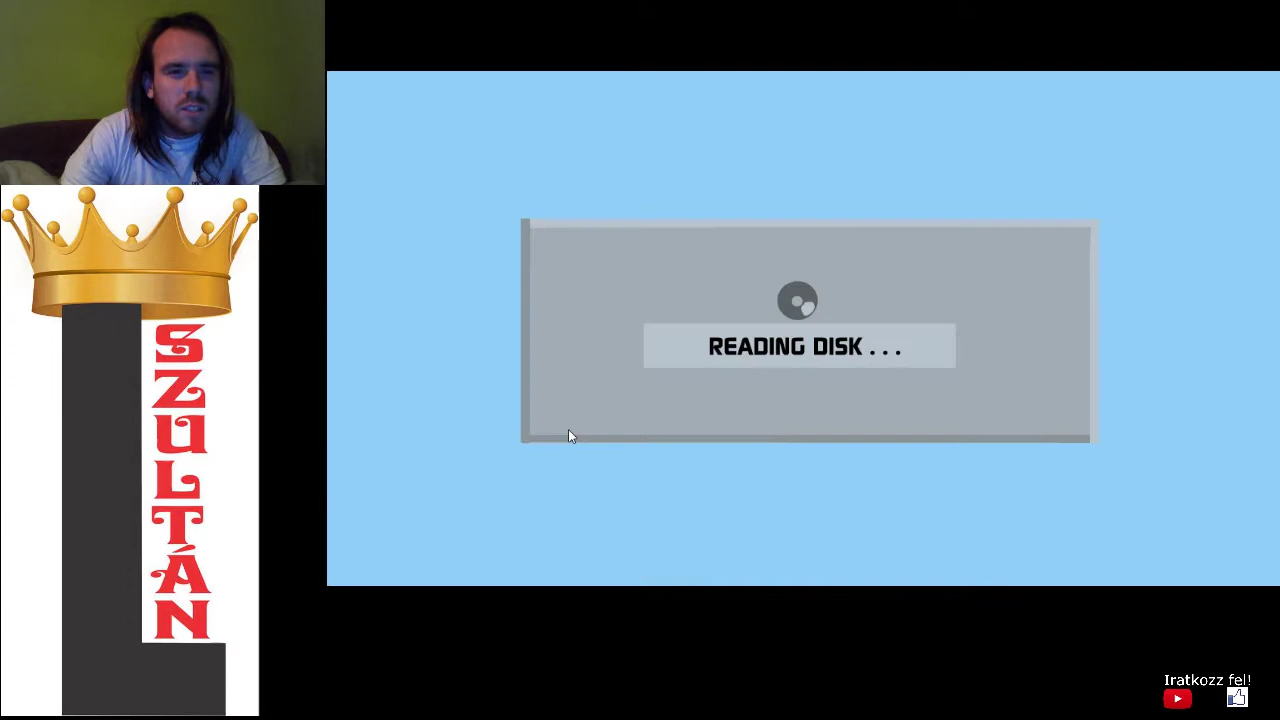 SZULTÁN
READING DISK . . .
Iratkozz fel!